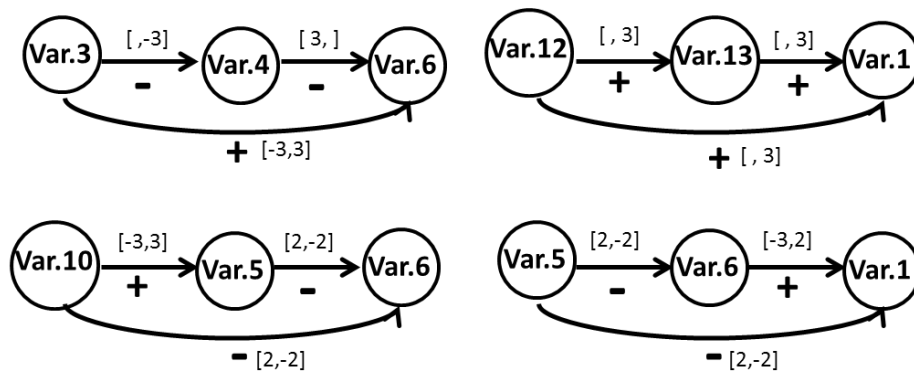 [ ,-3] [ 3, ]
Var.3 Var.4 Var.6
- -
+ [-3,3]
[ , 3] [ , 3]
Var.12 Var.13 Var.1
+ +
+ [ , 3]
[-3,3] [2,-2]
Var.10 Var.5 Var.6
+ -
- [2,-2]
[2,-2] [-3,2]
Var.5 Var.6 Var.1
- +
- [2,-2]